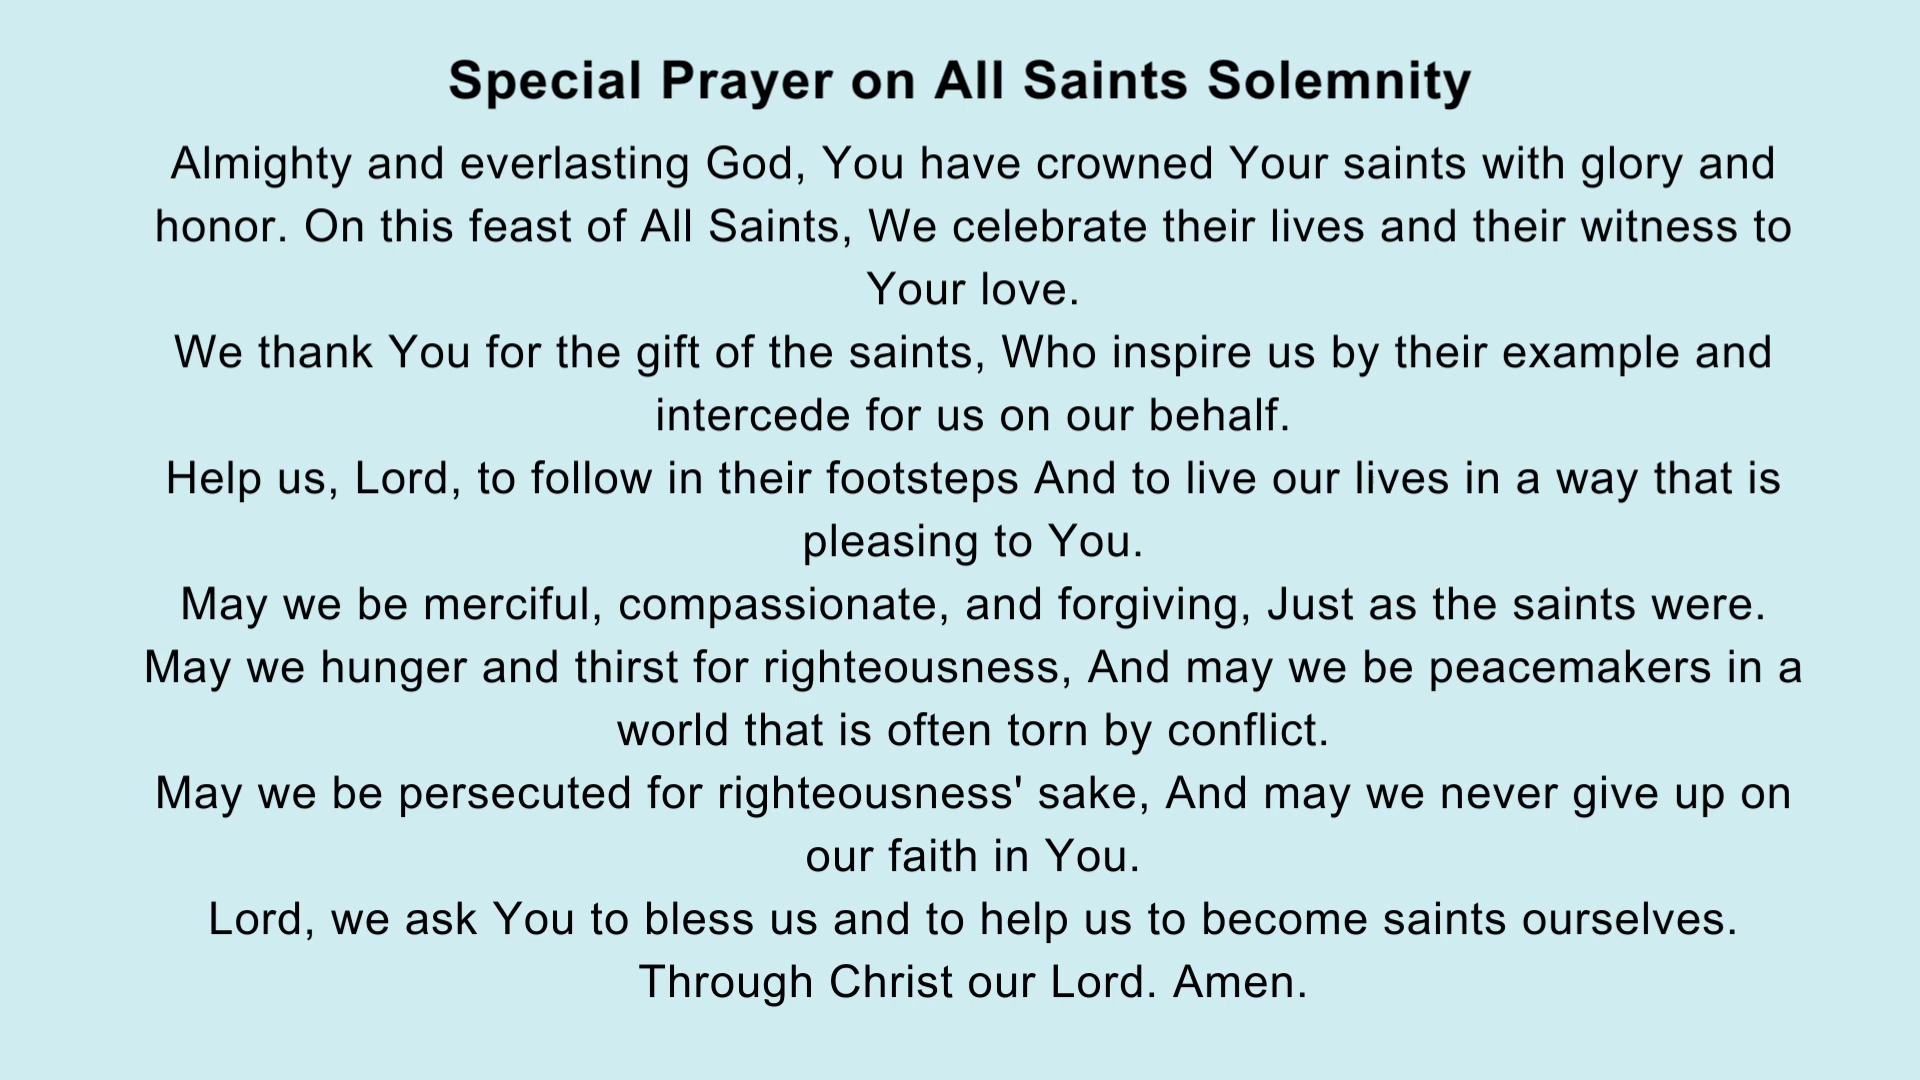 Special Prayer on All Saints Solemnity
Almighty and everlasting God, You have crowned Your saints with glory and
honor. On this feast of All Saints, We celebrate their lives and their witness to
Your love.
We thank You for the gift of the saints, Who inspire us by their example and
intercede for us on our behalf.
Help us, Lord, to follow in their footsteps And to live our lives in a way that is
pleasing to You.
May we be merciful, compassionate, and forgiving, Just as the saints were.
May we hunger and thirst for righteousness, And may we be peacemakers in a
world that is often torn by conflict.
May we be persecuted for righteousness' sake, And may we never give up on
our faith in You.
Lord, we ask You to bless us and to help us to become saints ourselves.
Through Christ our Lord. Amen.